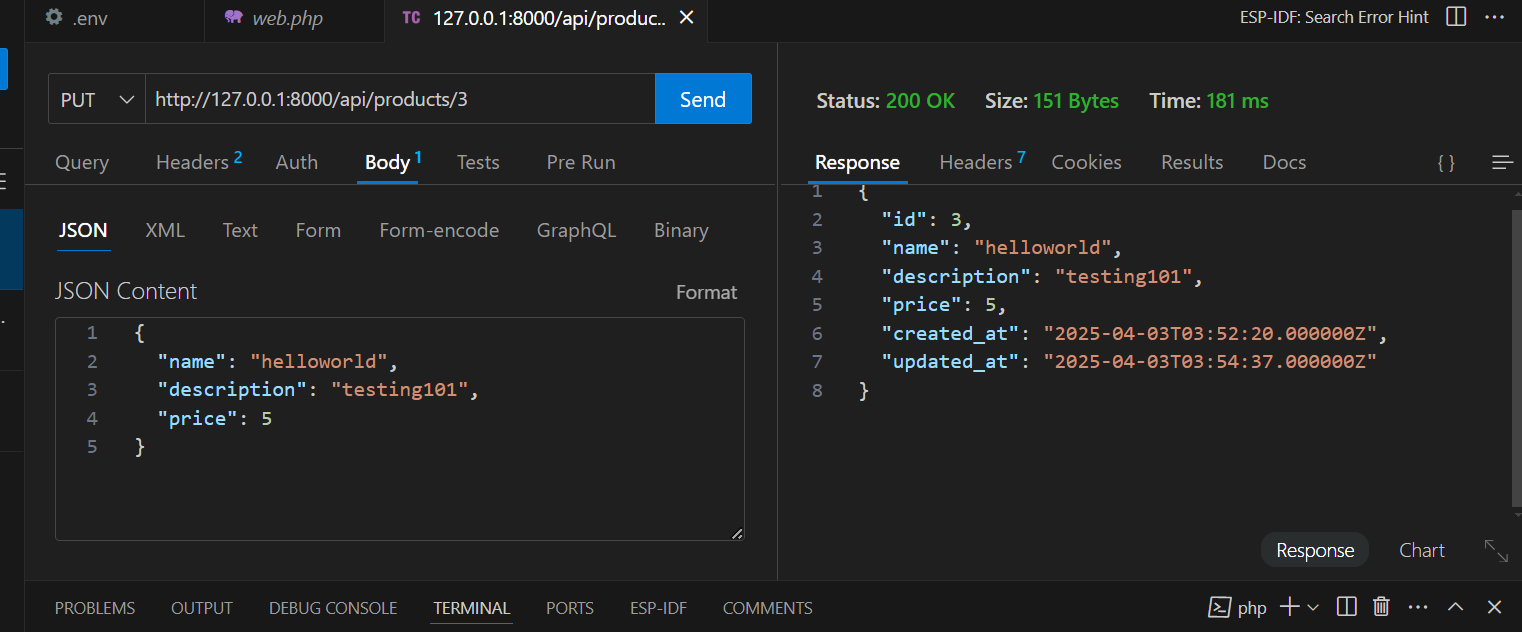 .env web.php TC 127.0.0.1:8000/api/produc.. ESP-IDF: Search Error Hint
PUT http://127.0.0.1:8000/api/products/3 Send
Status: 200 OK Size: 151 Bytes Time: 181 ms
Query Headers 2 Auth Body 1 Tests Pre Run
JSON XML Text Form Form-encode GraphQL Binary
JSON Content Format
1 {
2 "name": "helloworld",
3 "description": "testing101",
4 "price": 5
5 }
Response Headers 7 Cookies Results Docs { }
1 {
2 "id": 3,
3 "name": "helloworld",
4 "description": "testing101",
5 "price": 5,
6 "created_at": "2025-04-03T03:52:20.000000Z",
7 "updated_at": "2025-04-03T03:54:37.000000Z"
8 }
Response Chart
PROBLEMS OUTPUT DEBUG CONSOLE TERMINAL PORTS ESP-IDF COMMENTS php